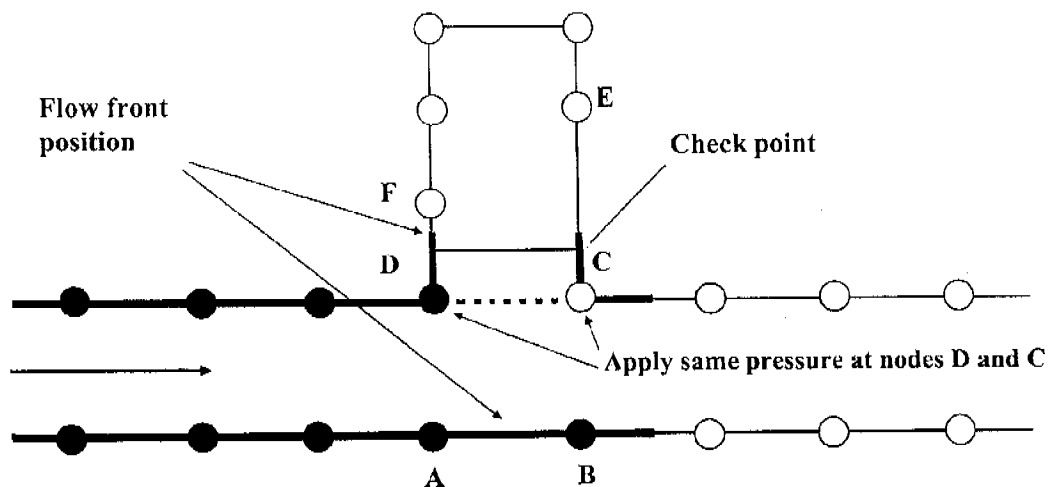 E
Flow front
position
Check point
F
D
C
Apply same pressure at nodes D and C
A
B